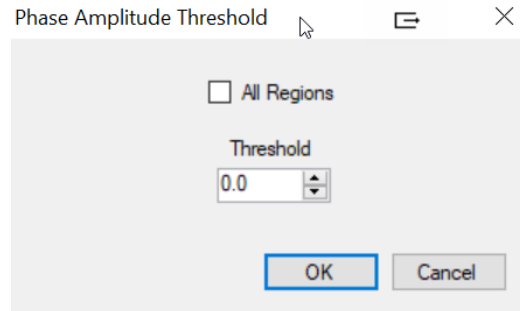 Phase Amplitude Threshold
All Regions
Threshold
0.0
OK Cancel